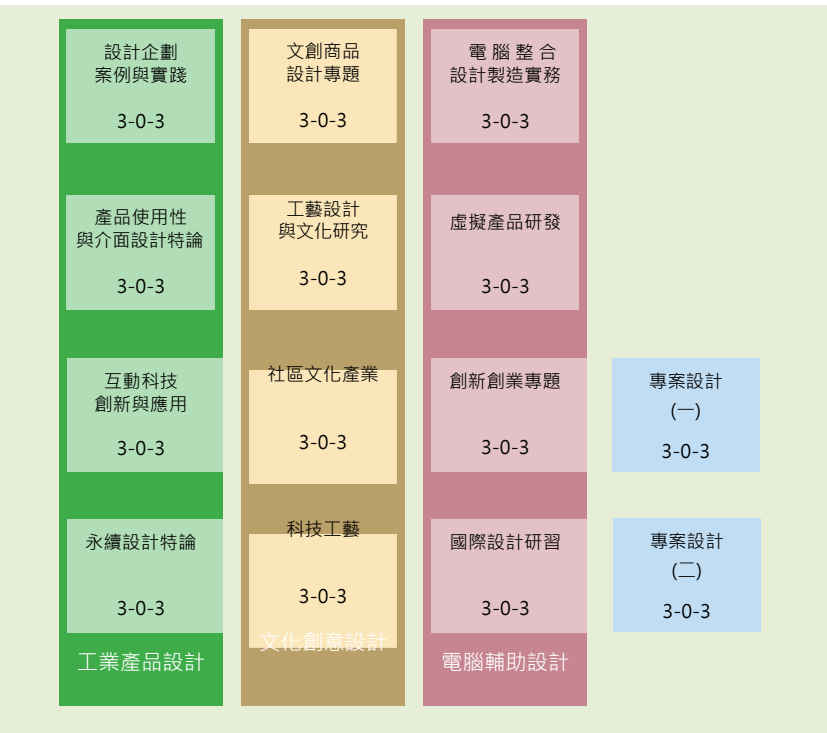 設計企劃
案例與實踐
3-0-3
文創商品
設計專題
3-0-3
電腦整合
設計製造實務
3-0-3
產品使用性
與介面設計特論
3-0-3
工藝設計
與文化研究
3-0-3
虛擬產品研發
3-0-3
互動科技
創新與應用
3-0-3
社區文化產業
3-0-3
創新創業專題
3-0-3
專案設計
(一)
3-0-3
永續設計特論
3-0-3
科技工藝
3-0-3
國際設計研習
3-0-3
專案設計
(二)
3-0-3
工業產品設計
文化創意設計
電腦輔助設計